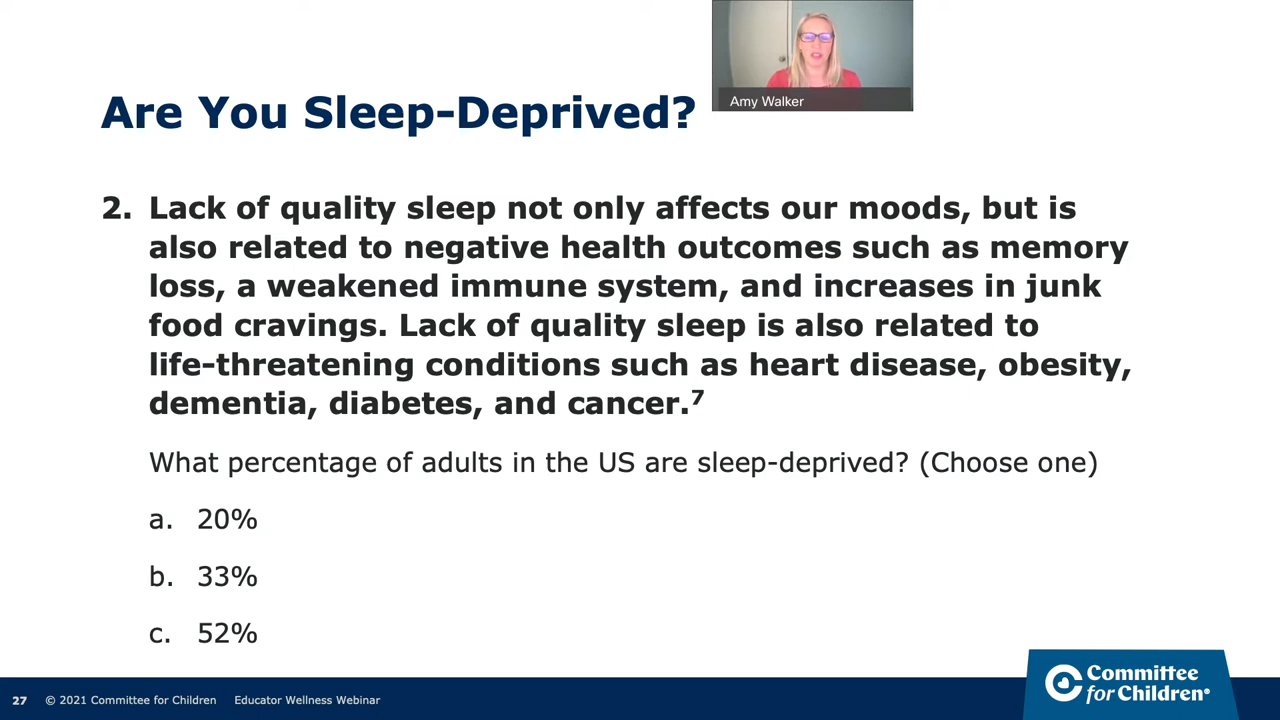 Amy Walker
Are You Sleep-Deprived?
2. Lack of quality sleep not only affects our moods, but is
also related to negative health outcomes such as memory
loss, a weakened immune system, and increases in junk
food cravings. Lack of quality sleep is also related to
life-threatening conditions such as heart disease, obesity,
dementia, diabetes, and cancer.⁷
What percentage of adults in the US are sleep-deprived? (Choose one)
a. 20%
b. 33%
c. 52%
27 © 2021 Committee for Children Educator Wellness Webinar
Committee
for Children®